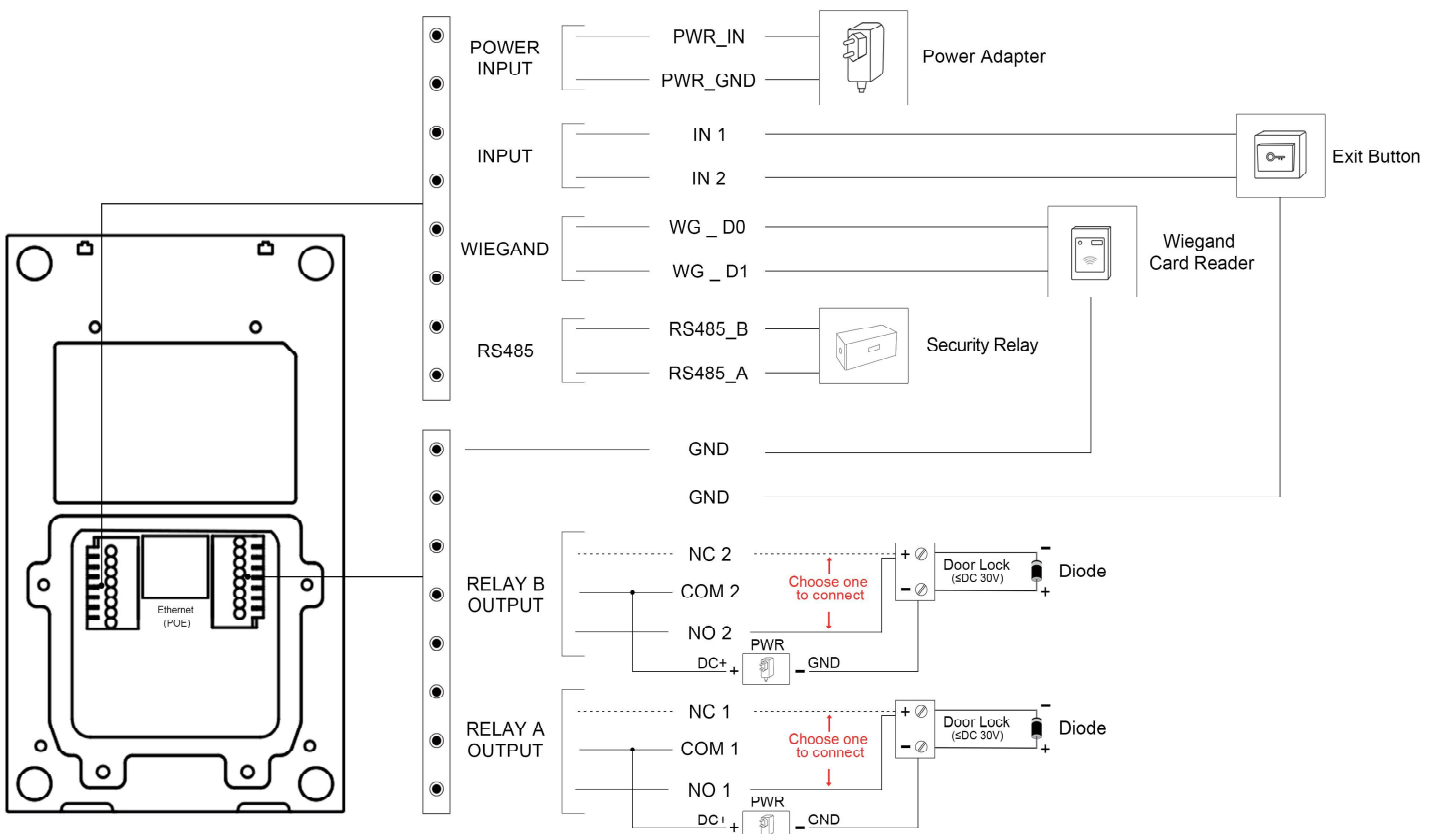 POWER
INPUT
PWR_IN
PWR_GND
Power Adapter
INPUT
IN 1
IN 2
Exit Button
WIEGAND
WG _ D0
WG _ D1
Wiegand
Card Reader
RS485
RS485_B
RS485_A
Security Relay
GND
GND
Ethernet
(POE)
RELAY B
OUTPUT
NC 2
COM 2
NO 2
Choose one
to connect
PWR
DC+ +
- GND
+
-
Door Lock
(≤DC 30V)
-
+
Diode
RELAY A
OUTPUT
NC 1
COM 1
NO 1
Choose one
to connect
PWR
DC+ +
- GND
+
-
Door Lock
(≤DC 30V)
-
+
Diode